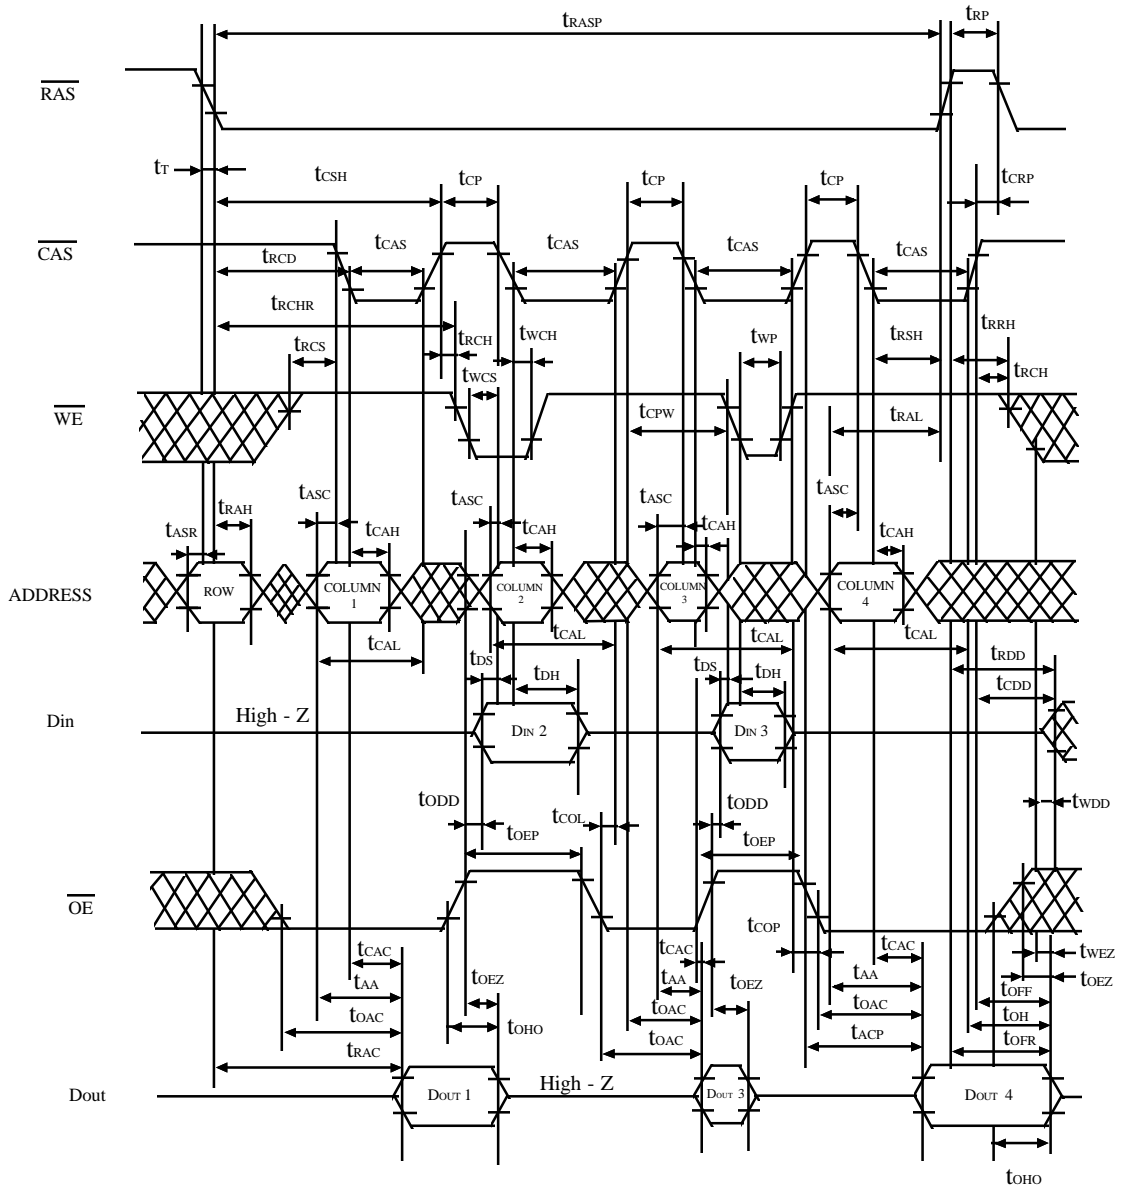 tRASP
tRP
RAS
tT
tCSH
tCP
tCP
tCP
tCRP
CAS
tRCD
tCAS
tCAS
tCAS
tCAS
tRCHR
tRCS
tRCH
tWCH
tWP
tRSH
tRRH
tWCS
tRCH
WE
tCPW
tRAL
tASR
tRAH
tASC
tCAH
tASC
tCAH
tASC
tCAH
tASC
tCAH
ADDRESS
ROW
COLUMN 1
COLUMN 2
COLUMN 3
COLUMN 4
tCAL
tCAL
tCAL
tCAL
tDS
tDH
tDS
tDH
tRDD
tCDD
Din
High - Z
DIN 2
DIN 3
tODD
tOEP
tCOL
tODD
tOEP
tWDD
OE
tCAC
tCAC
tCOP
tCAC
tWEZ
tAA
tOEZ
tAA
tOEZ
tAA
tOEZ
tOAC
tOHO
tOAC
tOAC
tOFF
tRAC
tOAC
tACP
tOH
tOFR
Dout
DOUT 1
High - Z
DOUT 3
DOUT 4
tOHO